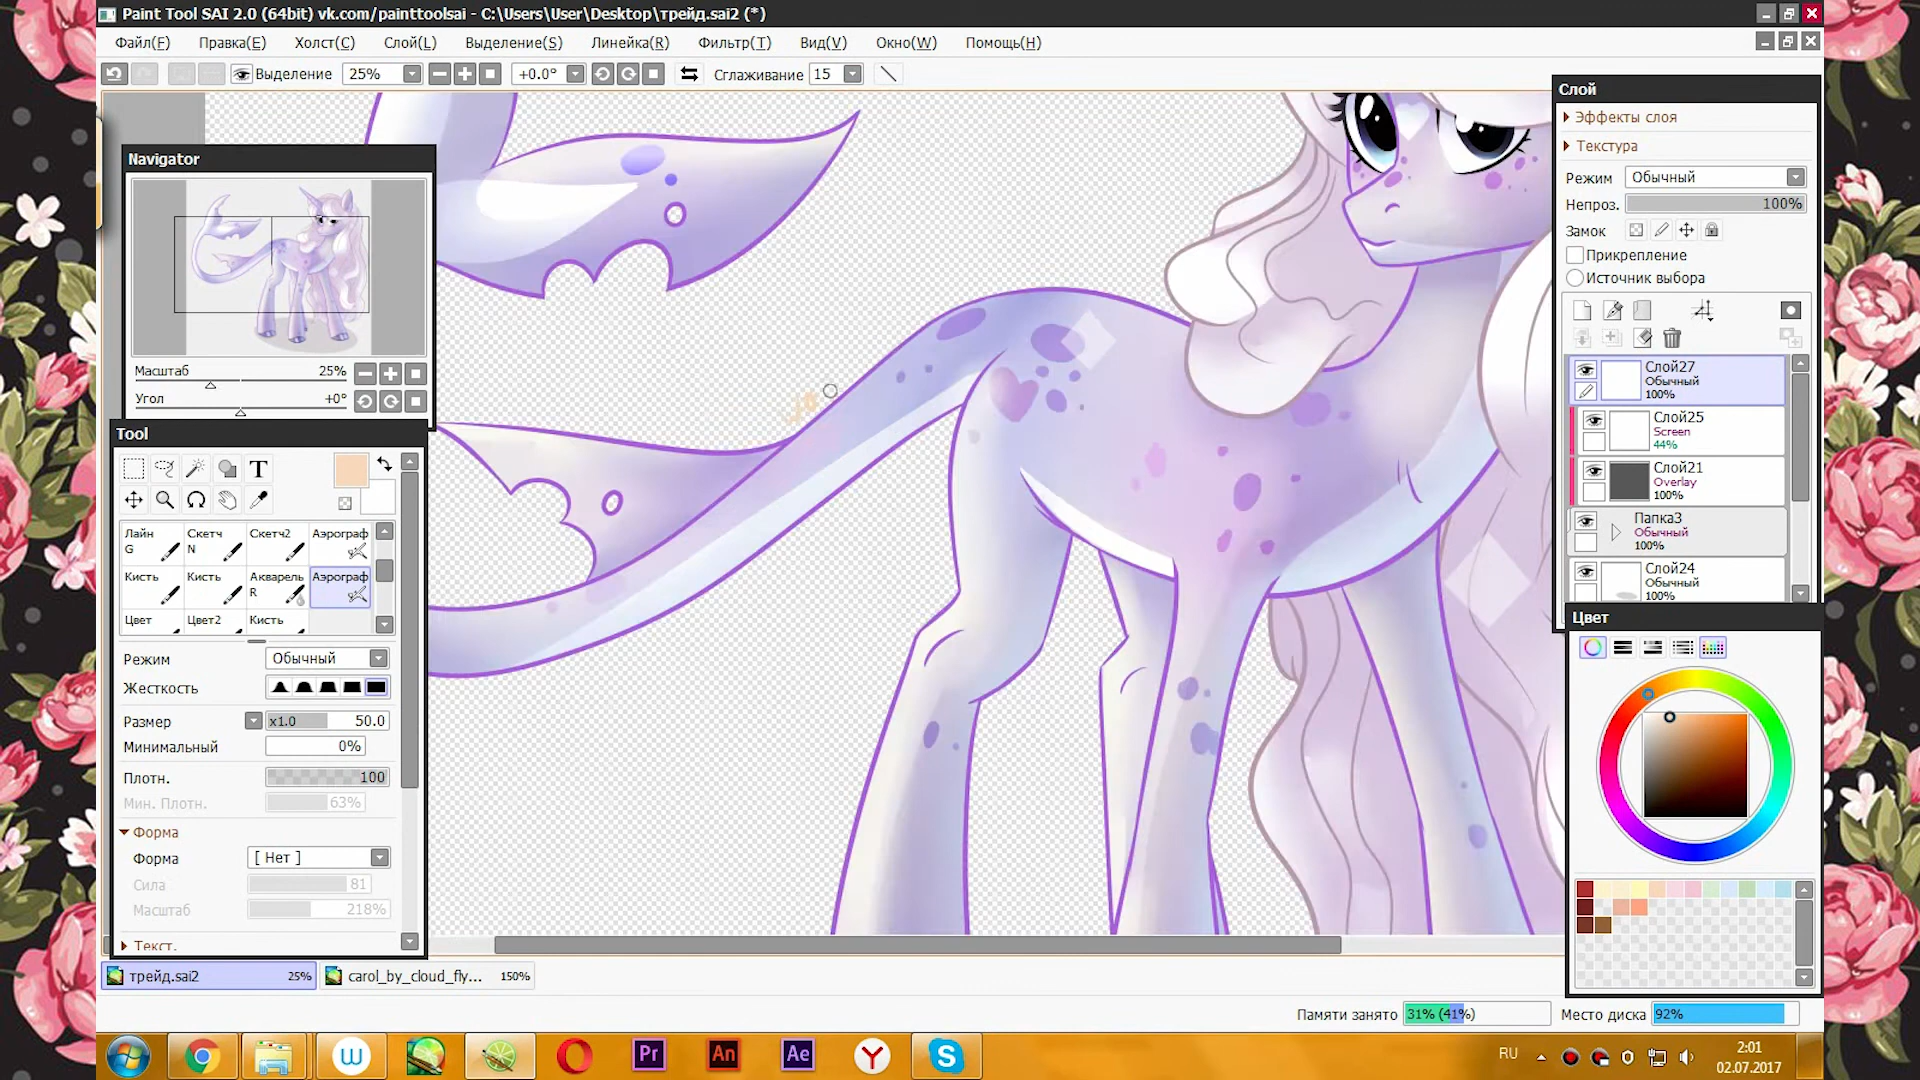 Paint Tool SAI 2.0 (64bit) vk.com/painttoolsai - C:\Users\User\Desktop\трейд.sai2 (*)
Файл(F) Правка(E) Холст(C) Слой(L) Выделение(S) Линейка(R) Фильтр(T) Вид(V) Окно(W) Помощь(H)
Выделение 25% +0.0° Сглаживание 15
Navigator
Масштаб 25%
Угол +0°
Tool
T
Лайн G
Скетч N
Скетч2
Аэрограф
Кисть
Кисть
Акварель R
Аэрограф
Цвет
Цвет2
Кисть
Режим Обычный
Жесткость
Размер x1.0 50.0
Минимальный 0%
Плотн. 100
Мин. Плотн. 63%
Форма
Форма [ Нет ]
Сила 81
Масштаб 218%
Текст.
Слой
Эффекты слоя
Текстура
Режим Обычный
Непроз. 100%
Замок
Прикрепление
Источник выбора
Слой27
Обычный
100%
Слой25
Screen
44%
Слой21
Overlay
100%
Папка3
Обычный
100%
Слой24
Обычный
100%
Цвет
трейд.sai2 25% carol_by_cloud_fly... 150%
Памяти занято 31% (41%) Место диска 92%
W Pr An Ae Y S
RU
2:01
02.07.2017